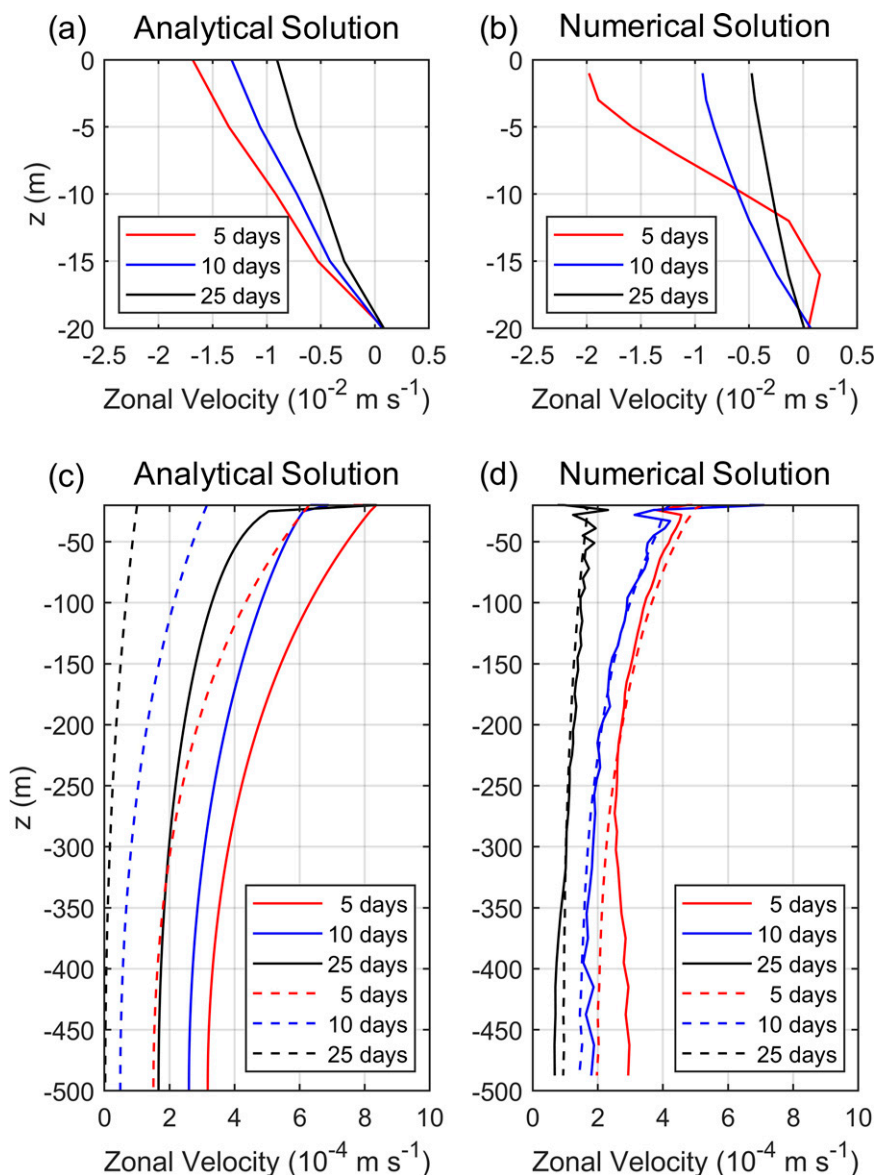 (a) Analytical Solution
(b) Numerical Solution
0
-5
-10
-15
-20
z (m)
5 days
10 days
25 days
-2.5 -2 -1.5 -1 -0.5 0 0.5
Zonal Velocity (10⁻² m s⁻¹)
0
-5
-10
-15
-20
5 days
10 days
25 days
-2.5 -2 -1.5 -1 -0.5 0 0.5
Zonal Velocity (10⁻² m s⁻¹)
(c) Analytical Solution
(d) Numerical Solution
-50
-100
-150
-200
-250
-300
-350
-400
-450
-500
z (m)
5 days
10 days
25 days
5 days
10 days
25 days
0 2 4 6 8 10
Zonal Velocity (10⁻⁴ m s⁻¹)
-50
-100
-150
-200
-250
-300
-350
-400
-450
-500
5 days
10 days
25 days
5 days
10 days
25 days
0 2 4 6 8 10
Zonal Velocity (10⁻⁴ m s⁻¹)